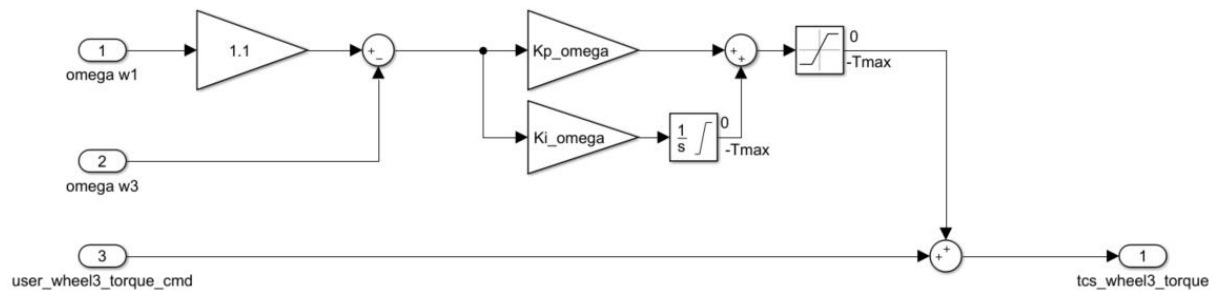 1
omega w1
1.1
+
−
Kp_omega
+
+
0
-Tmax
2
omega w3
Ki_omega
1
s
0
-Tmax
3
user_wheel3_torque_cmd
+
+
1
tcs_wheel3_torque